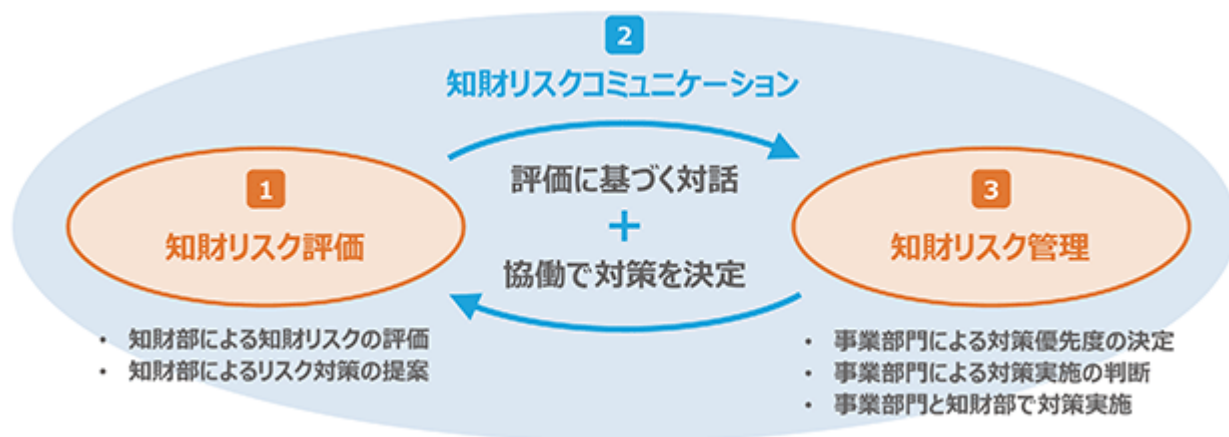 2
知財リスクコミュニケーション
評価に基づく対話
+
協働で対策を決定
1
知財リスク評価
・ 知財部による知財リスクの評価
・ 知財部によるリスク対策の提案
3
知財リスク管理
・ 事業部門による対策優先度の決定
・ 事業部門による対策実施の判断
・ 事業部門と知財部で対策実施